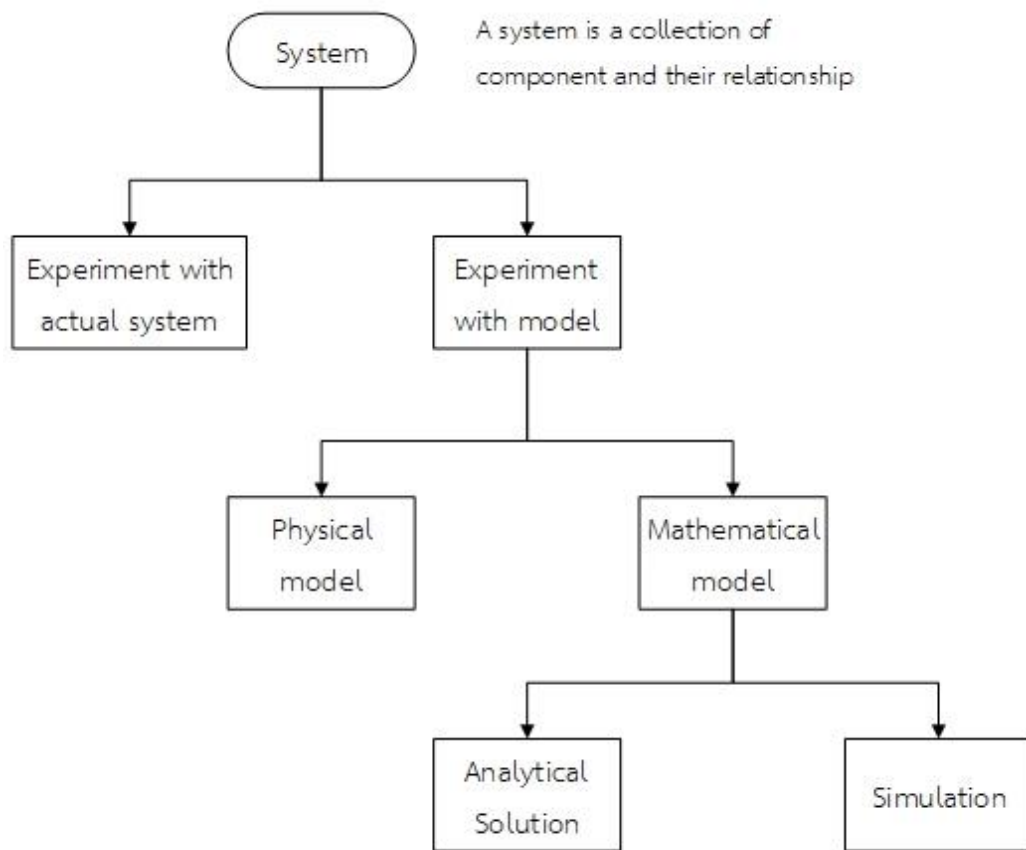 System
A system is a collection of
component and their relationship
Experiment with
actual system
Experiment
with model
Physical
model
Mathematical
model
Analytical
Solution
Simulation